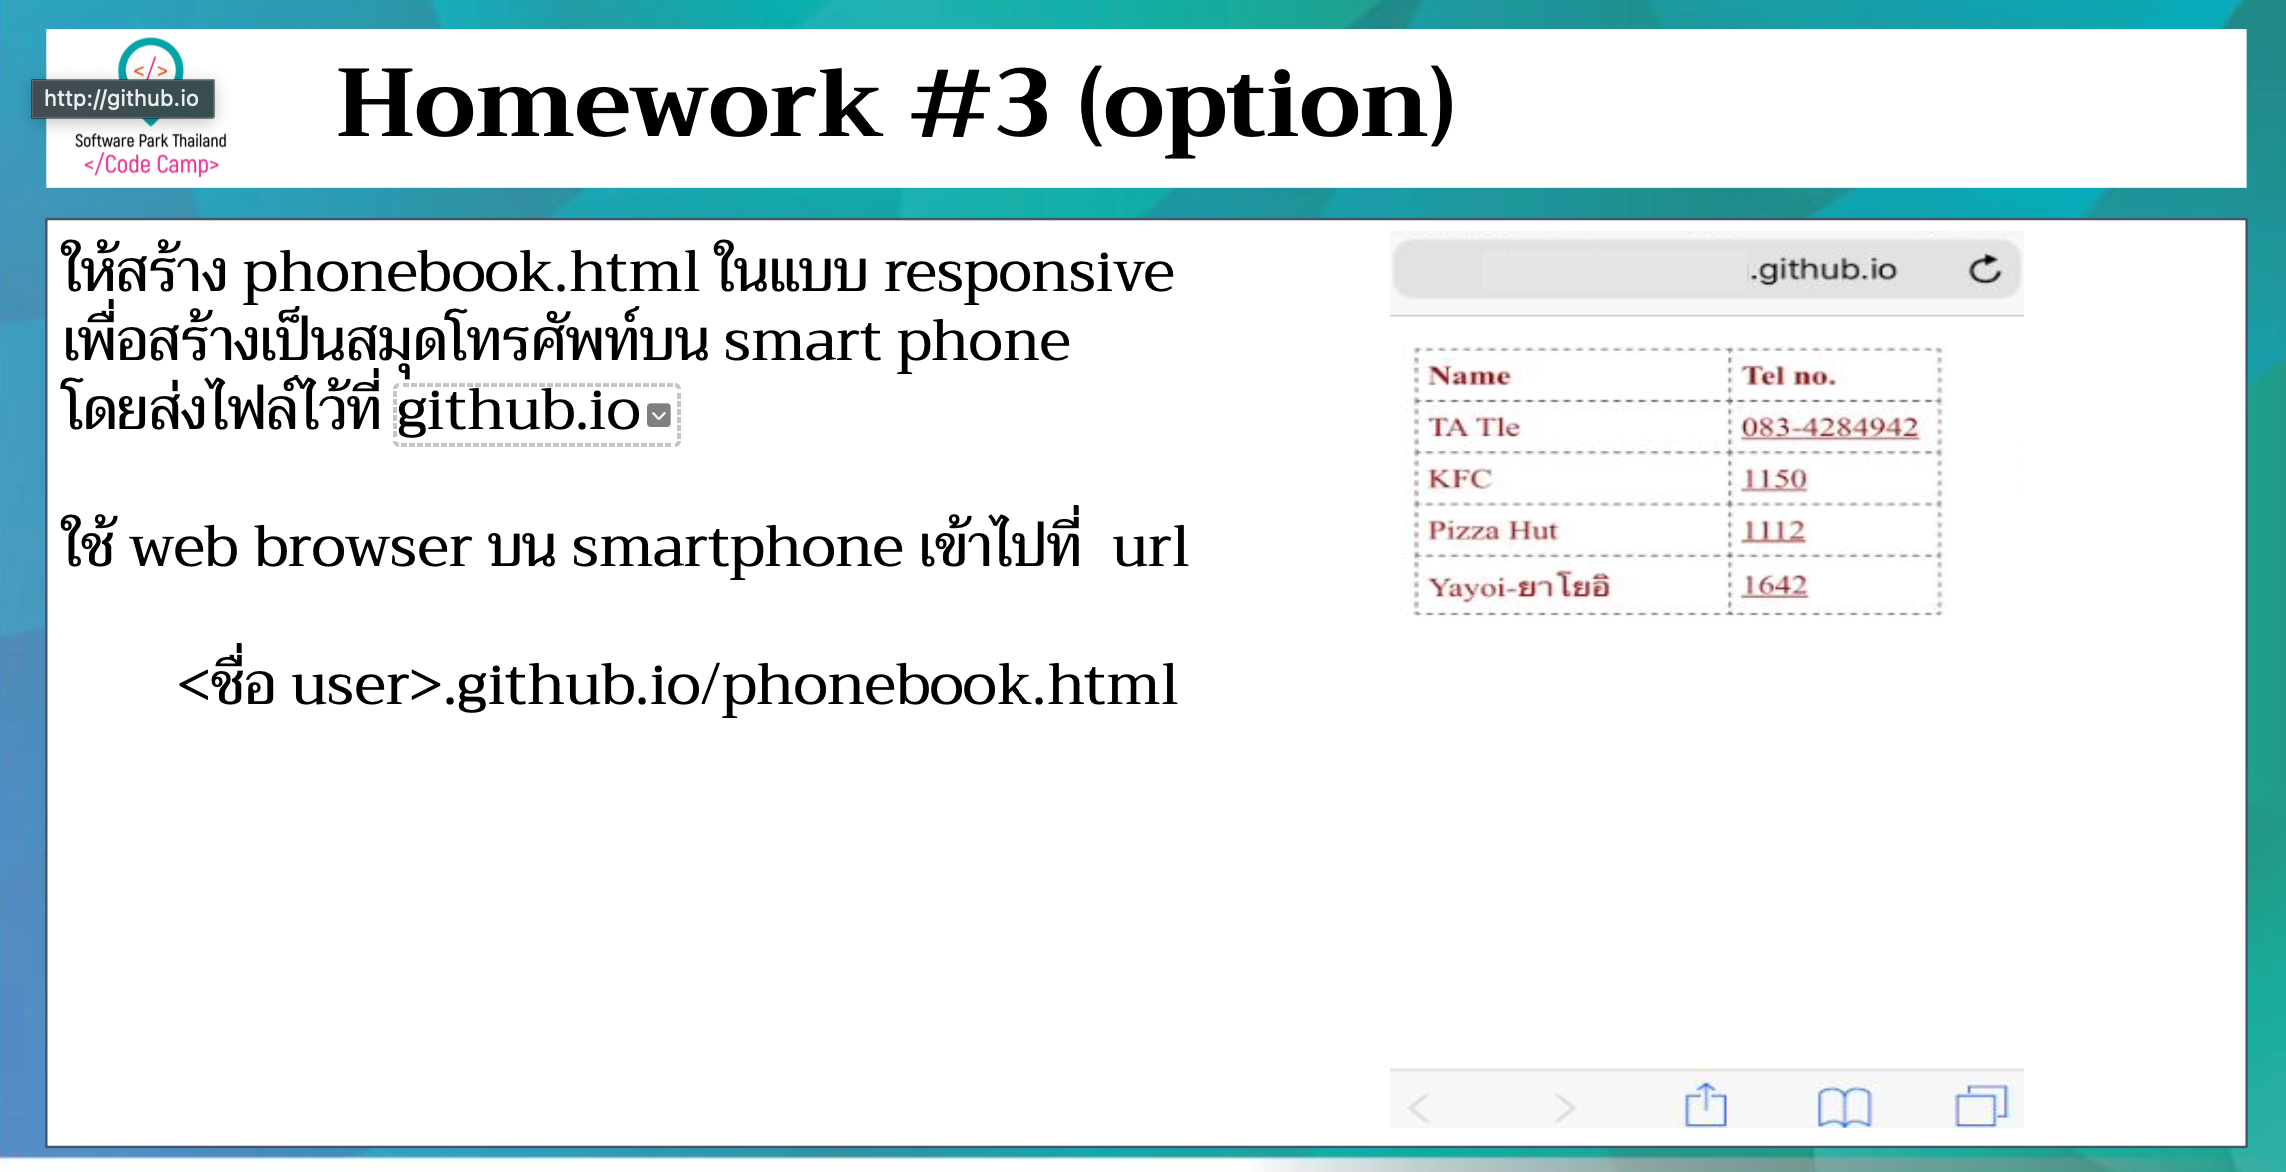 </>
http://github.io
Software Park Thailand
</Code Camp>
Homework #3 (option)
ให้สร้าง phonebook.html ในแบบ responsive
เพื่อสร้างเป็นสมุดโทรศัพท์บน smart phone
โดยส่งไฟล์ไว้ที่ github.io
ใช้ web browser บน smartphone เข้าไปที่ url
<ชื่อ user>.github.io/phonebook.html
.github.io
Name Tel no.
TA Tle 083-4284942
KFC 1150
Pizza Hut 1112
Yayoi-ยาโยอิ 1642